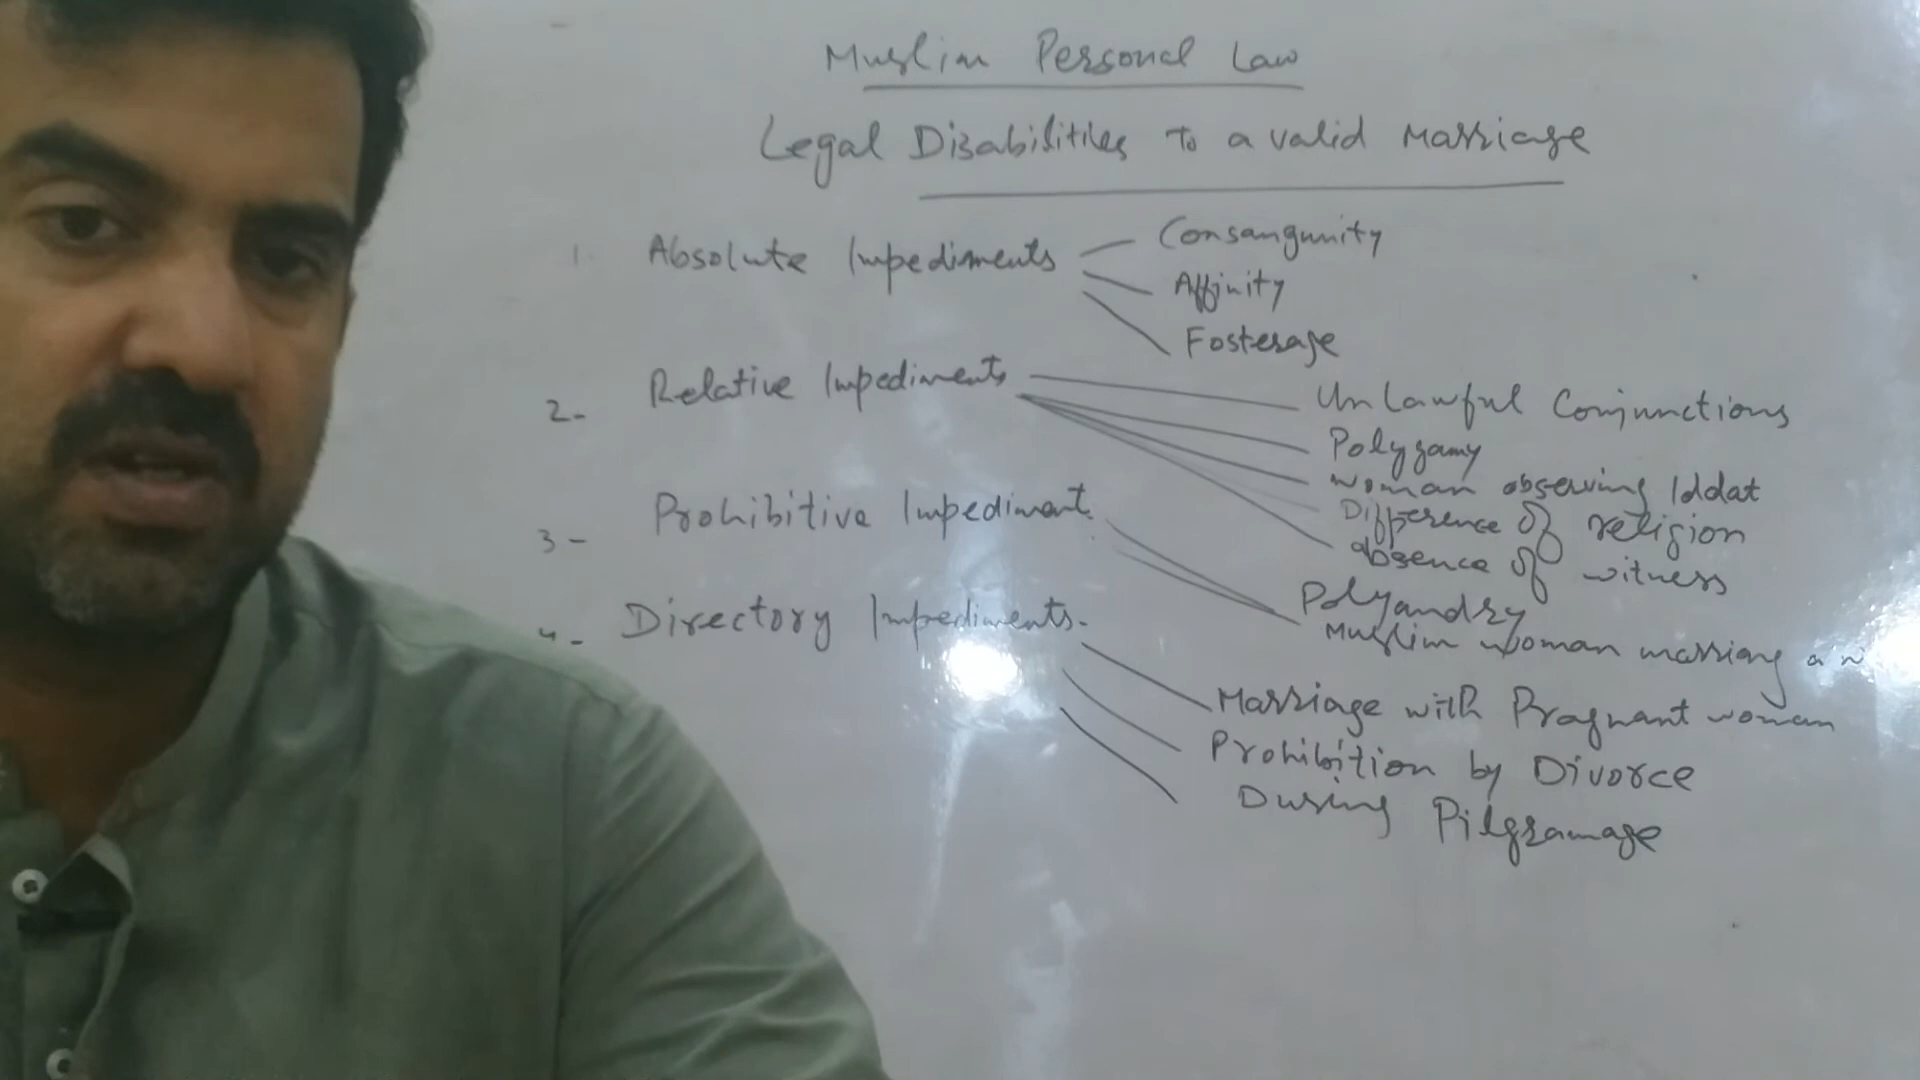 Muslim Personal Law
Legal Disabilities to a valid Marriage
1. Absolute Impediments
Consangunity
Affinity
Fosterage
2- Relative Impediments
UnLawful Conjunctions
Polygamy
woman observing Iddat
Difference of religion
absence of witness
3- Prohibitive Impediment
Polyandry
Muslim woman marring a
4- Directory Impediments.
Marriage with Pragnant woman
Prohibition by Divorce
During Pilgramage